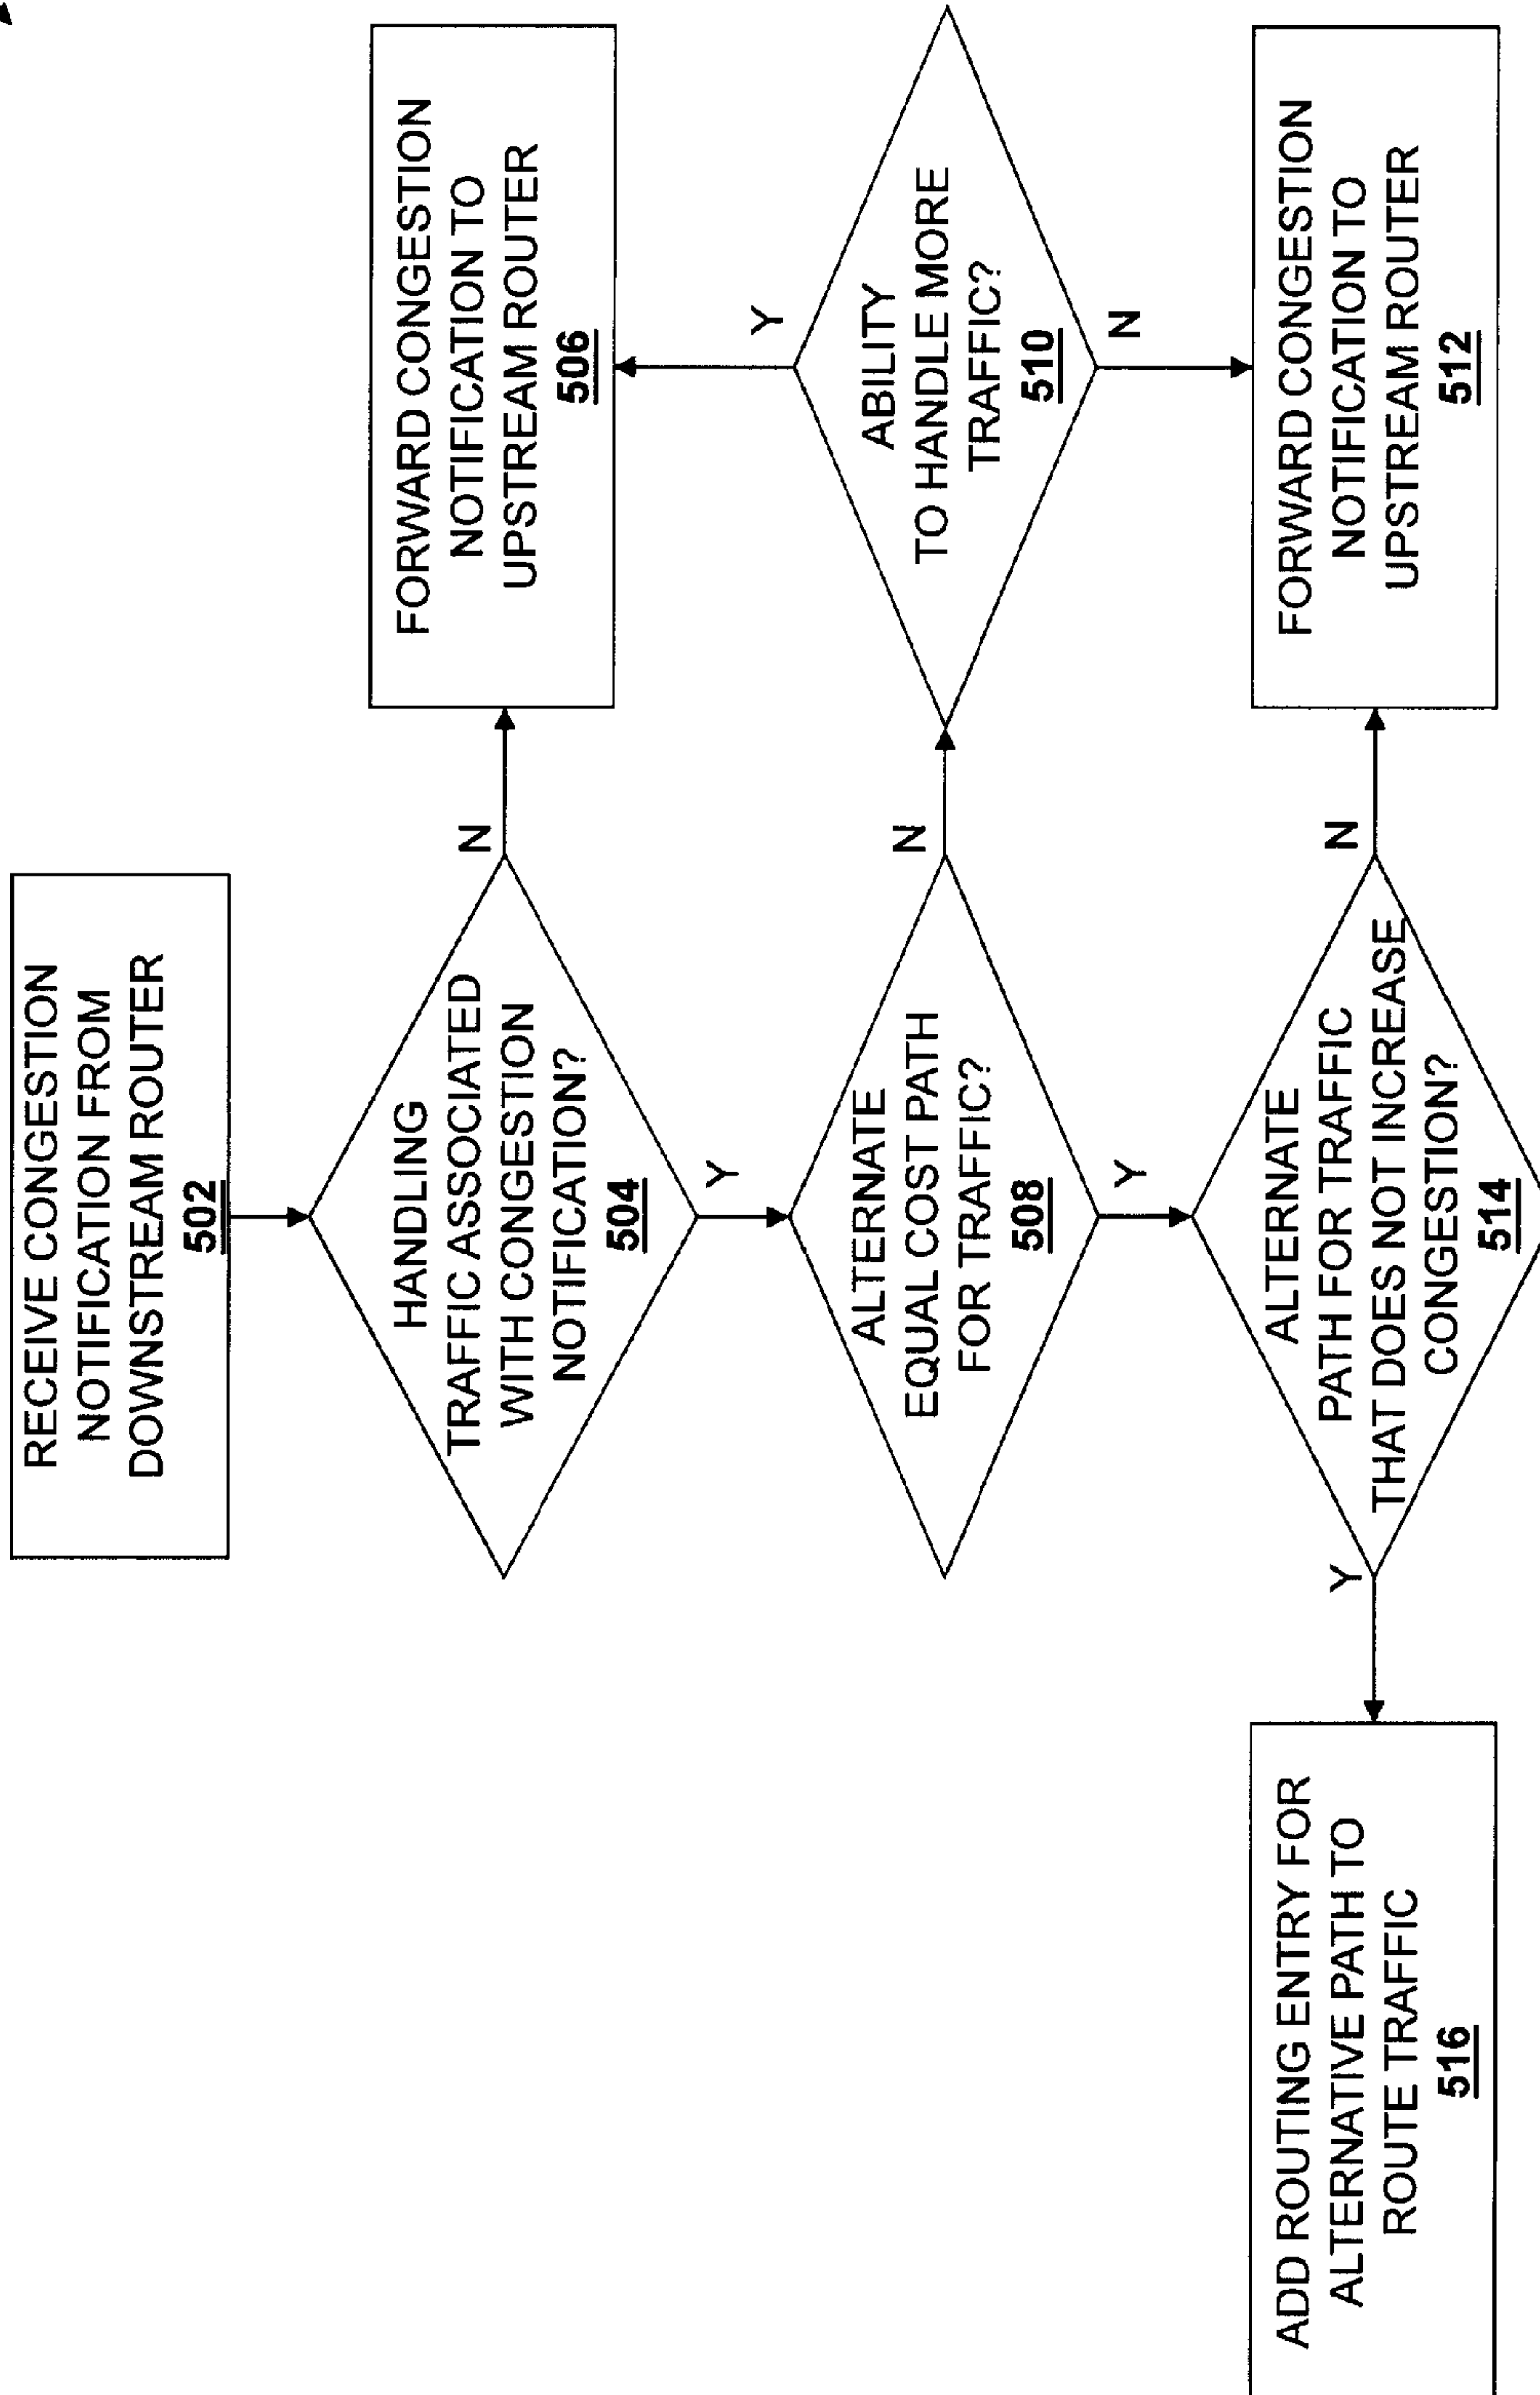 RECEIVE CONGESTION
NOTIFICATION FROM
DOWNSTREAM ROUTER
502
HANDLING
TRAFFIC ASSOCIATED
WITH CONGESTION
NOTIFICATION?
504
N
FORWARD CONGESTION
NOTIFICATION TO
UPSTREAM ROUTER
506
Y
ALTERNATE
EQUAL COST PATH
FOR TRAFFIC?
508
N
ABILITY
TO HANDLE MORE
TRAFFIC?
510
Y
N
Y
ALTERNATE
PATH FOR TRAFFIC
THAT DOES NOT INCREASE
CONGESTION?
514
N
FORWARD CONGESTION
NOTIFICATION TO
UPSTREAM ROUTER
512
Y
ADD ROUTING ENTRY FOR
ALTERNATIVE PATH TO
ROUTE TRAFFIC
516